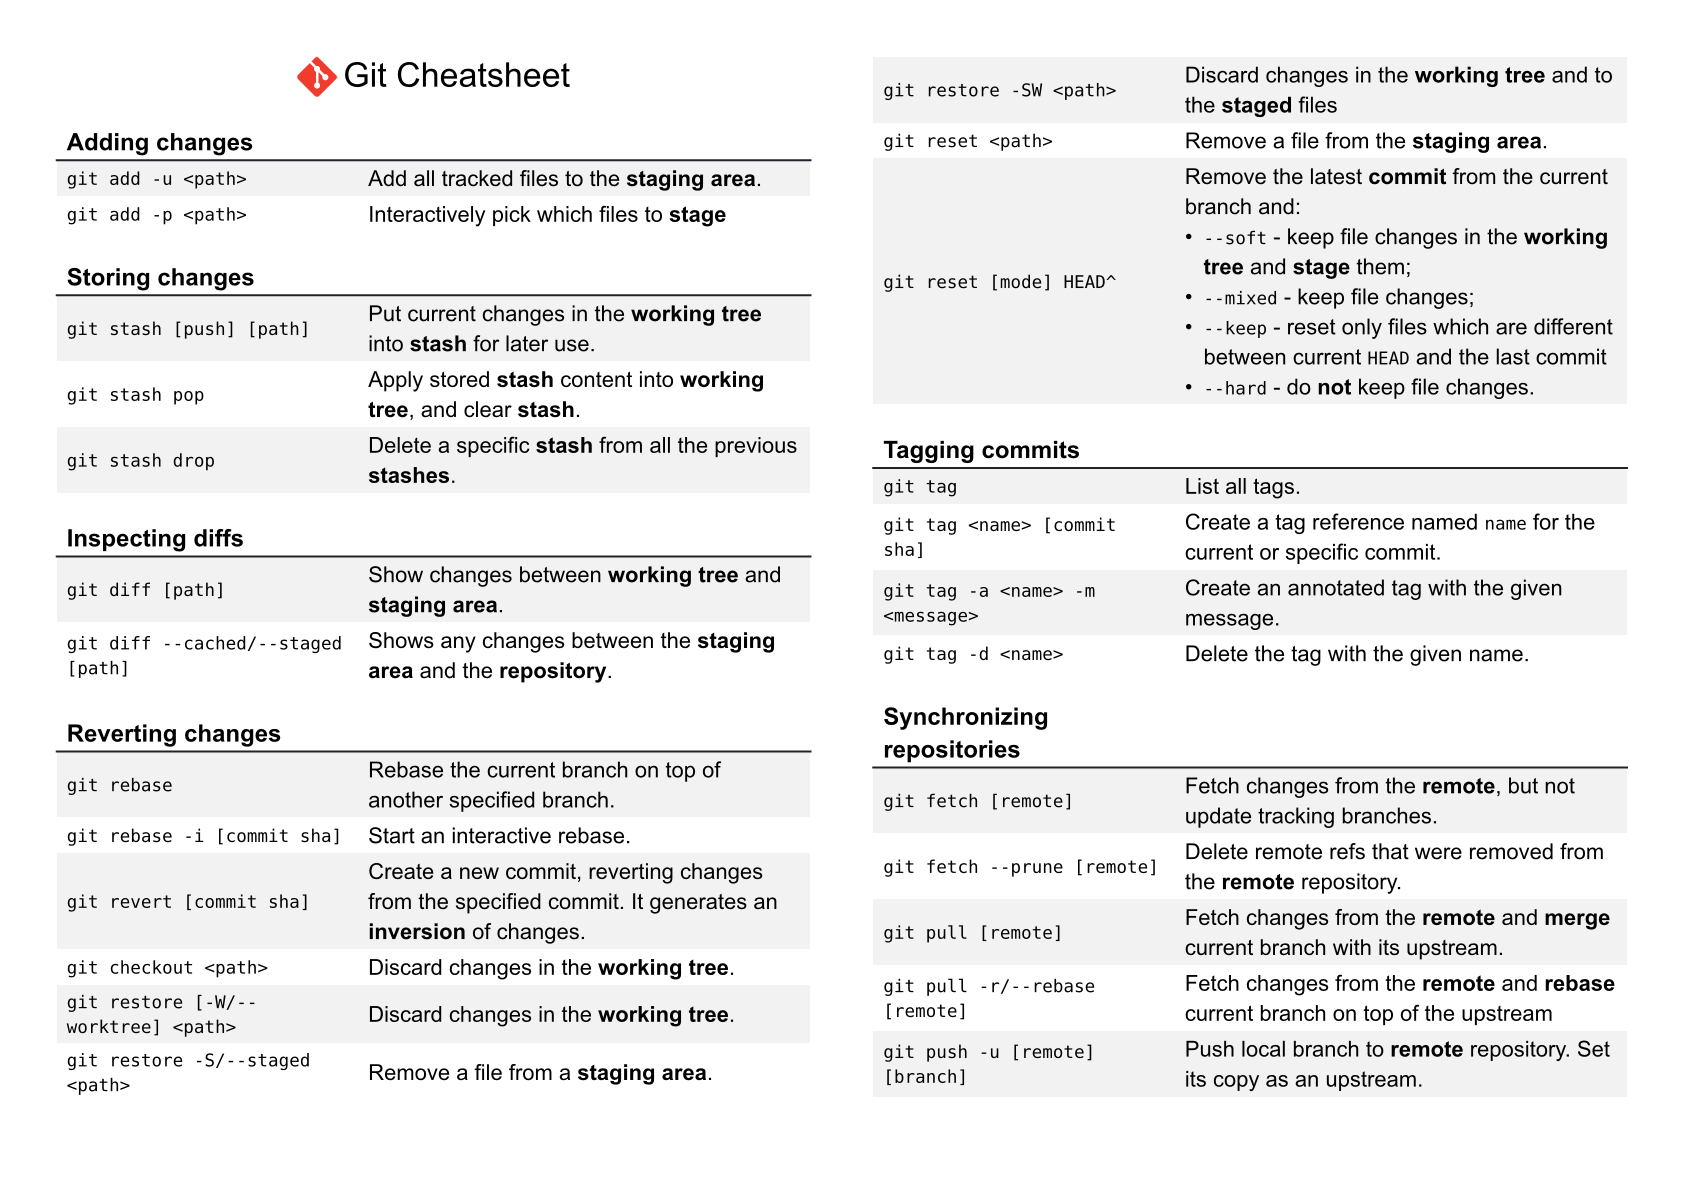 Git Cheatsheet
Adding changes
git add -u <path> Add all tracked files to the staging area.
git add -p <path> Interactively pick which files to stage
Storing changes
git stash [push] [path] Put current changes in the working tree
into stash for later use.
git stash pop Apply stored stash content into working
tree, and clear stash.
git stash drop Delete a specific stash from all the previous
stashes.
Inspecting diffs
git diff [path] Show changes between working tree and
staging area.
git diff --cached/--staged Shows any changes between the staging
[path] area and the repository.
Reverting changes
git rebase Rebase the current branch on top of
another specified branch.
git rebase -i [commit sha] Start an interactive rebase.
git revert [commit sha] Create a new commit, reverting changes
from the specified commit. It generates an
inversion of changes.
git checkout <path> Discard changes in the working tree.
git restore [-W/--
worktree] <path> Discard changes in the working tree.
git restore -S/--staged
<path> Remove a file from a staging area.
git restore -SW <path> Discard changes in the working tree and to
the staged files
git reset <path> Remove a file from the staging area.
git reset [mode] HEAD^ Remove the latest commit from the current
branch and:
• --soft - keep file changes in the working
tree and stage them;
• --mixed - keep file changes;
• --keep - reset only files which are different
between current HEAD and the last commit
• --hard - do not keep file changes.
Tagging commits
git tag List all tags.
git tag <name> [commit Create a tag reference named name for the
sha] current or specific commit.
git tag -a <name> -m Create an annotated tag with the given
<message> message.
git tag -d <name> Delete the tag with the given name.
Synchronizing
repositories
git fetch [remote] Fetch changes from the remote, but not
update tracking branches.
git fetch --prune [remote] Delete remote refs that were removed from
the remote repository.
git pull [remote] Fetch changes from the remote and merge
current branch with its upstream.
git pull -r/--rebase Fetch changes from the remote and rebase
[remote] current branch on top of the upstream
git push -u [remote] Push local branch to remote repository. Set
[branch] its copy as an upstream.